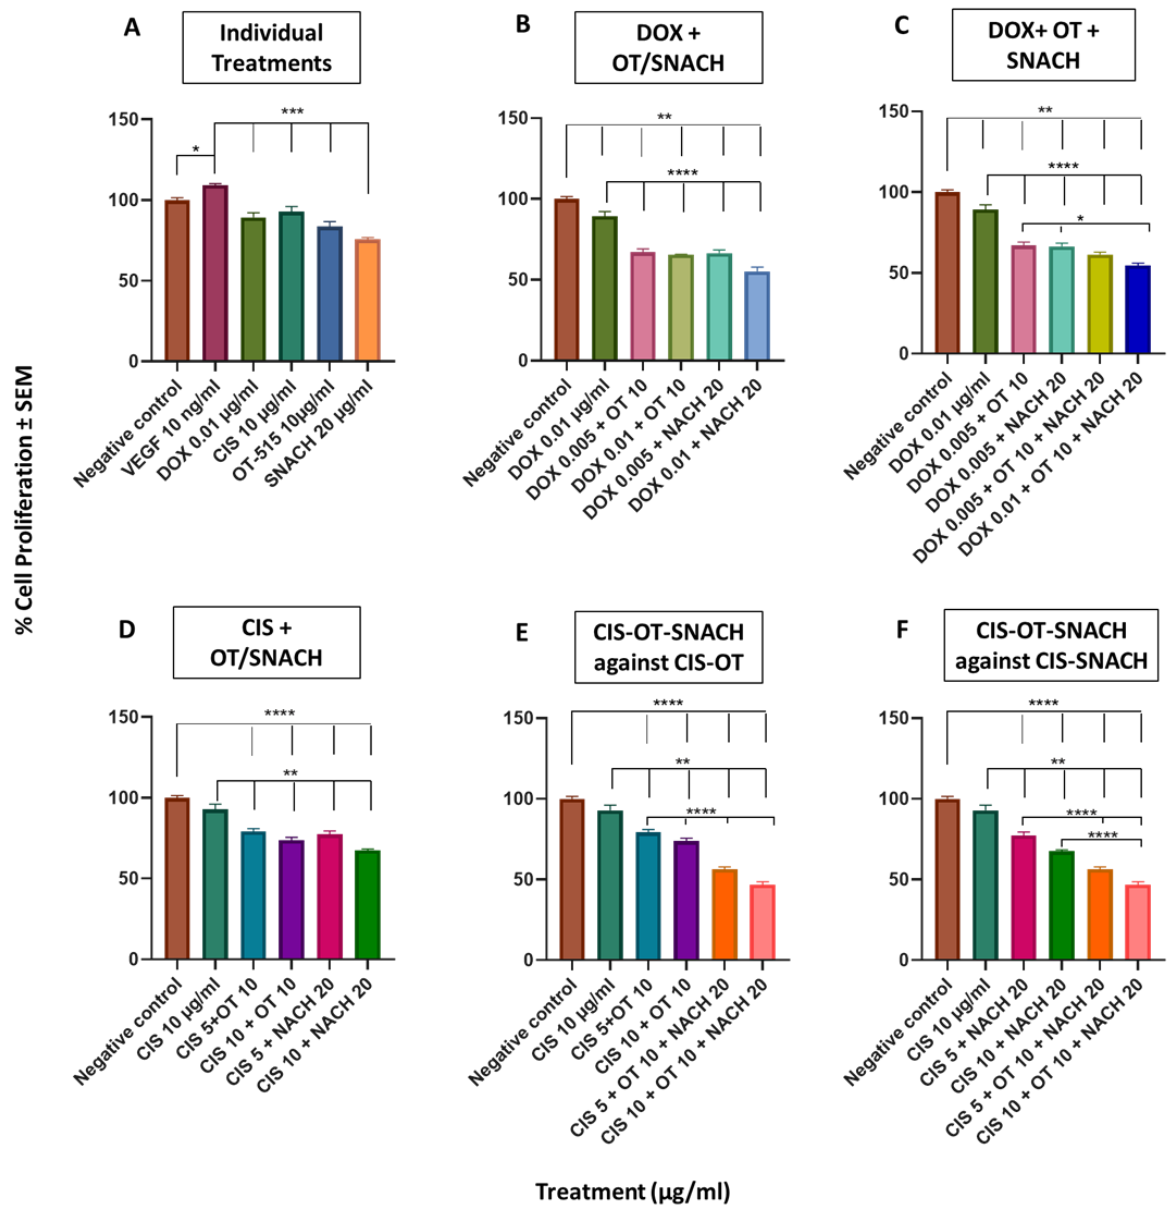 A
Individual
Treatments
150
100
50
0
*
***
Negative control
VEGF 10 ng/ml
DOX 0.01 µg/ml
CIS 10 µg/ml
OT-515 10µg/ml
SNACH 20 µg/ml
B
DOX +
OT/SNACH
150
100
50
0
**
****
Negative control
DOX 0.01 µg/ml
DOX 0.005 + OT 10
DOX 0.01 + OT 10
DOX 0.005 + NACH 20
DOX 0.01 + NACH 20
C
DOX+ OT +
SNACH
150
100
50
0
**
****
*
Negative control
DOX 0.01 µg/ml
DOX 0.005 + OT 10
DOX 0.005 + NACH 20
DOX 0.005 + OT 10 + NACH 20
DOX 0.01 + OT 10 + NACH 20
% Cell Proliferation ± SEM
D
CIS +
OT/SNACH
150
100
50
0
****
**
Negative control
CIS 10 µg/ml
CIS 5+OT 10
CIS 10 + OT 10
CIS 5 + NACH 20
CIS 10 + NACH 20
E
CIS-OT-SNACH
against CIS-OT
150
100
50
0
****
**
****
Negative control
CIS 10 µg/ml
CIS 5+OT 10
CIS 10 + OT 10
CIS 5 + OT 10 + NACH 20
CIS 10 + OT 10 + NACH 20
F
CIS-OT-SNACH
against CIS-SNACH
150
100
50
0
****
**
****
****
Negative control
CIS 10 µg/ml
CIS 5 + NACH 20
CIS 10 + NACH 20
CIS 5 + OT 10 + NACH 20
CIS 10 + OT 10 + NACH 20
Treatment (µg/ml)